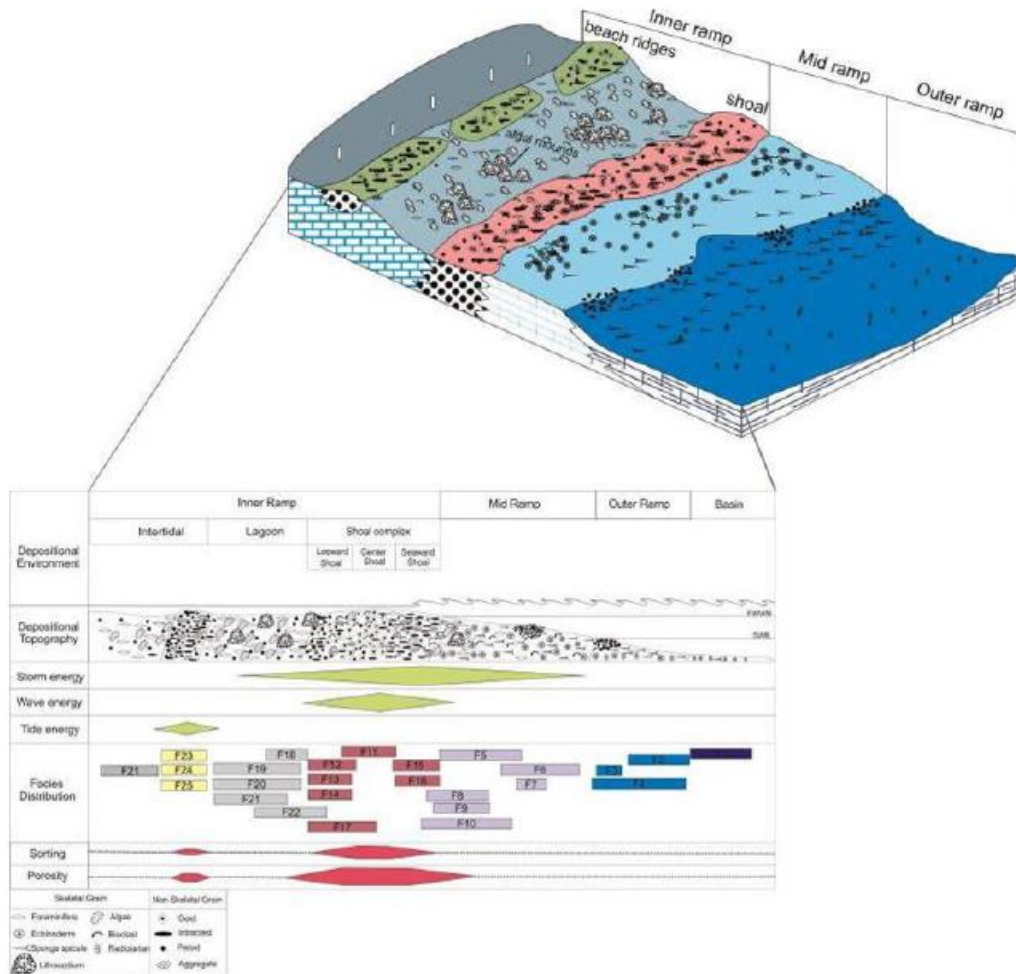 Inner ramp
Mid ramp
Outer ramp
beach ridges
shoal
algal mounds
Inner Ramp
Mid Ramp
Outer Ramp
Basin
Depositional
Environment
Intertidal
Lagoon
Shoal complex
Leeward
Shoal
Center
Shoal
Seaward
Shoal
Depositional
Topography
FWWB
SWB
Storm energy
Wave energy
Tide energy
Facies
Distribution
F23
F18
F11
F5
F21
F24
F19
F12
F15
F6
F3
F25
F20
F13
F16
F7
F4
F21
F14
F8
F22
F9
F17
F10
Sorting
Porosity
Skeletal Grain
Non Skeletal Grain
Foraminifera
Algae
Ooid
Echinoderm
Bioclast
Intraclast
Sponge spicule
Radiolarian
Peloid
Lithocodium
Aggregate